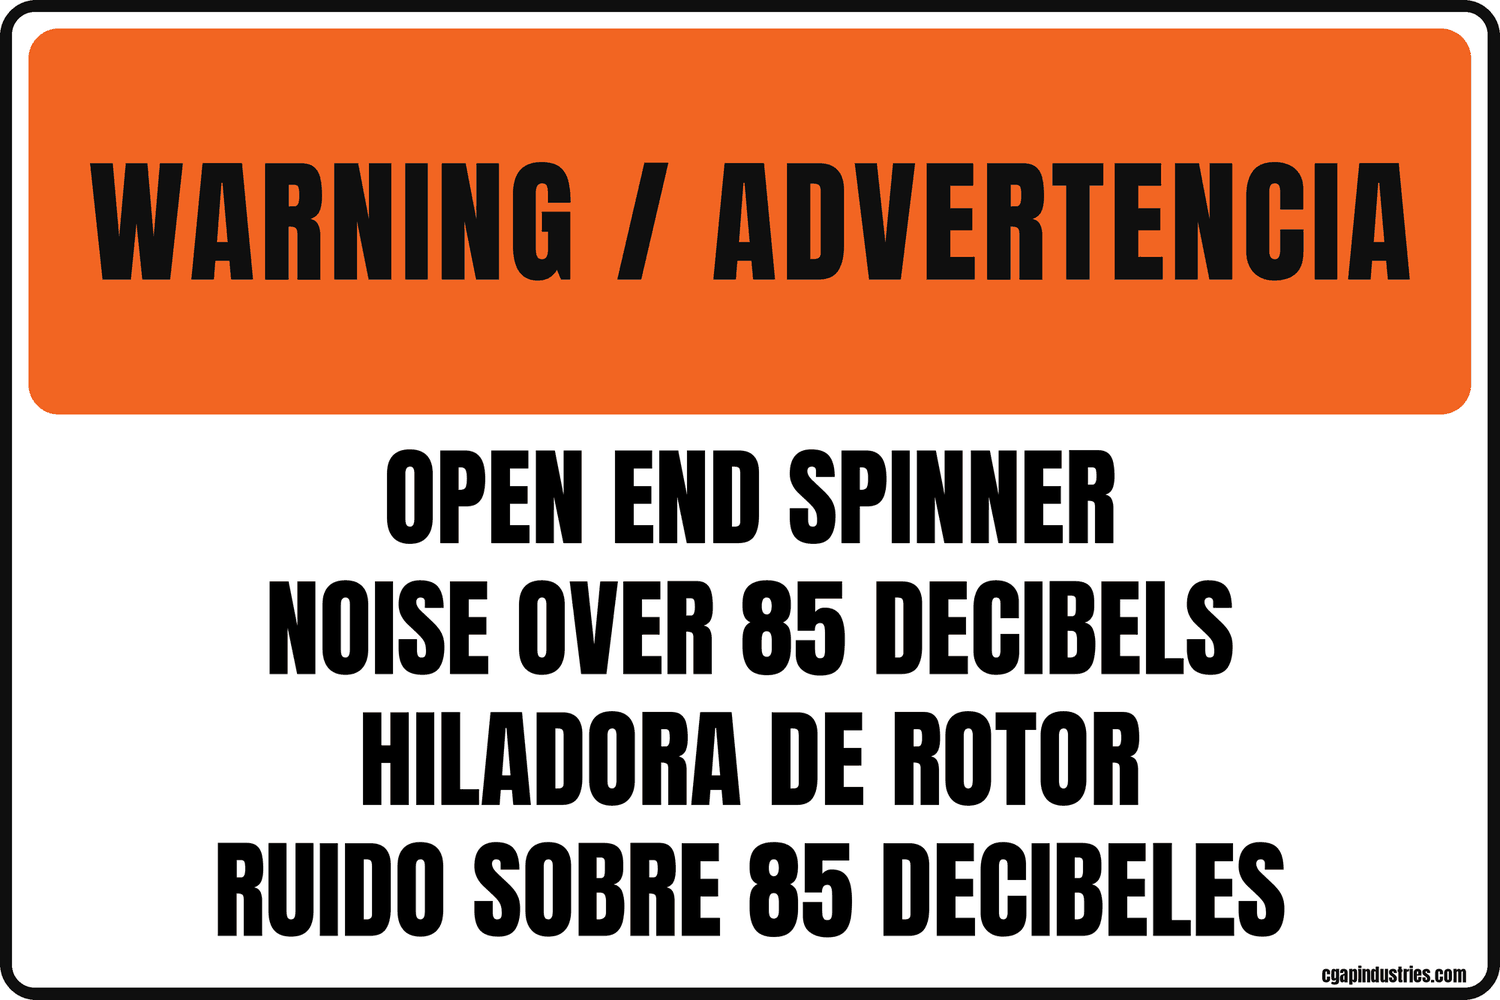 WARNING / ADVERTENCIA
OPEN END SPINNER
NOISE OVER 85 DECIBELS
HILADORA DE ROTOR
RUIDO SOBRE 85 DECIBELES
cgapindustries.com